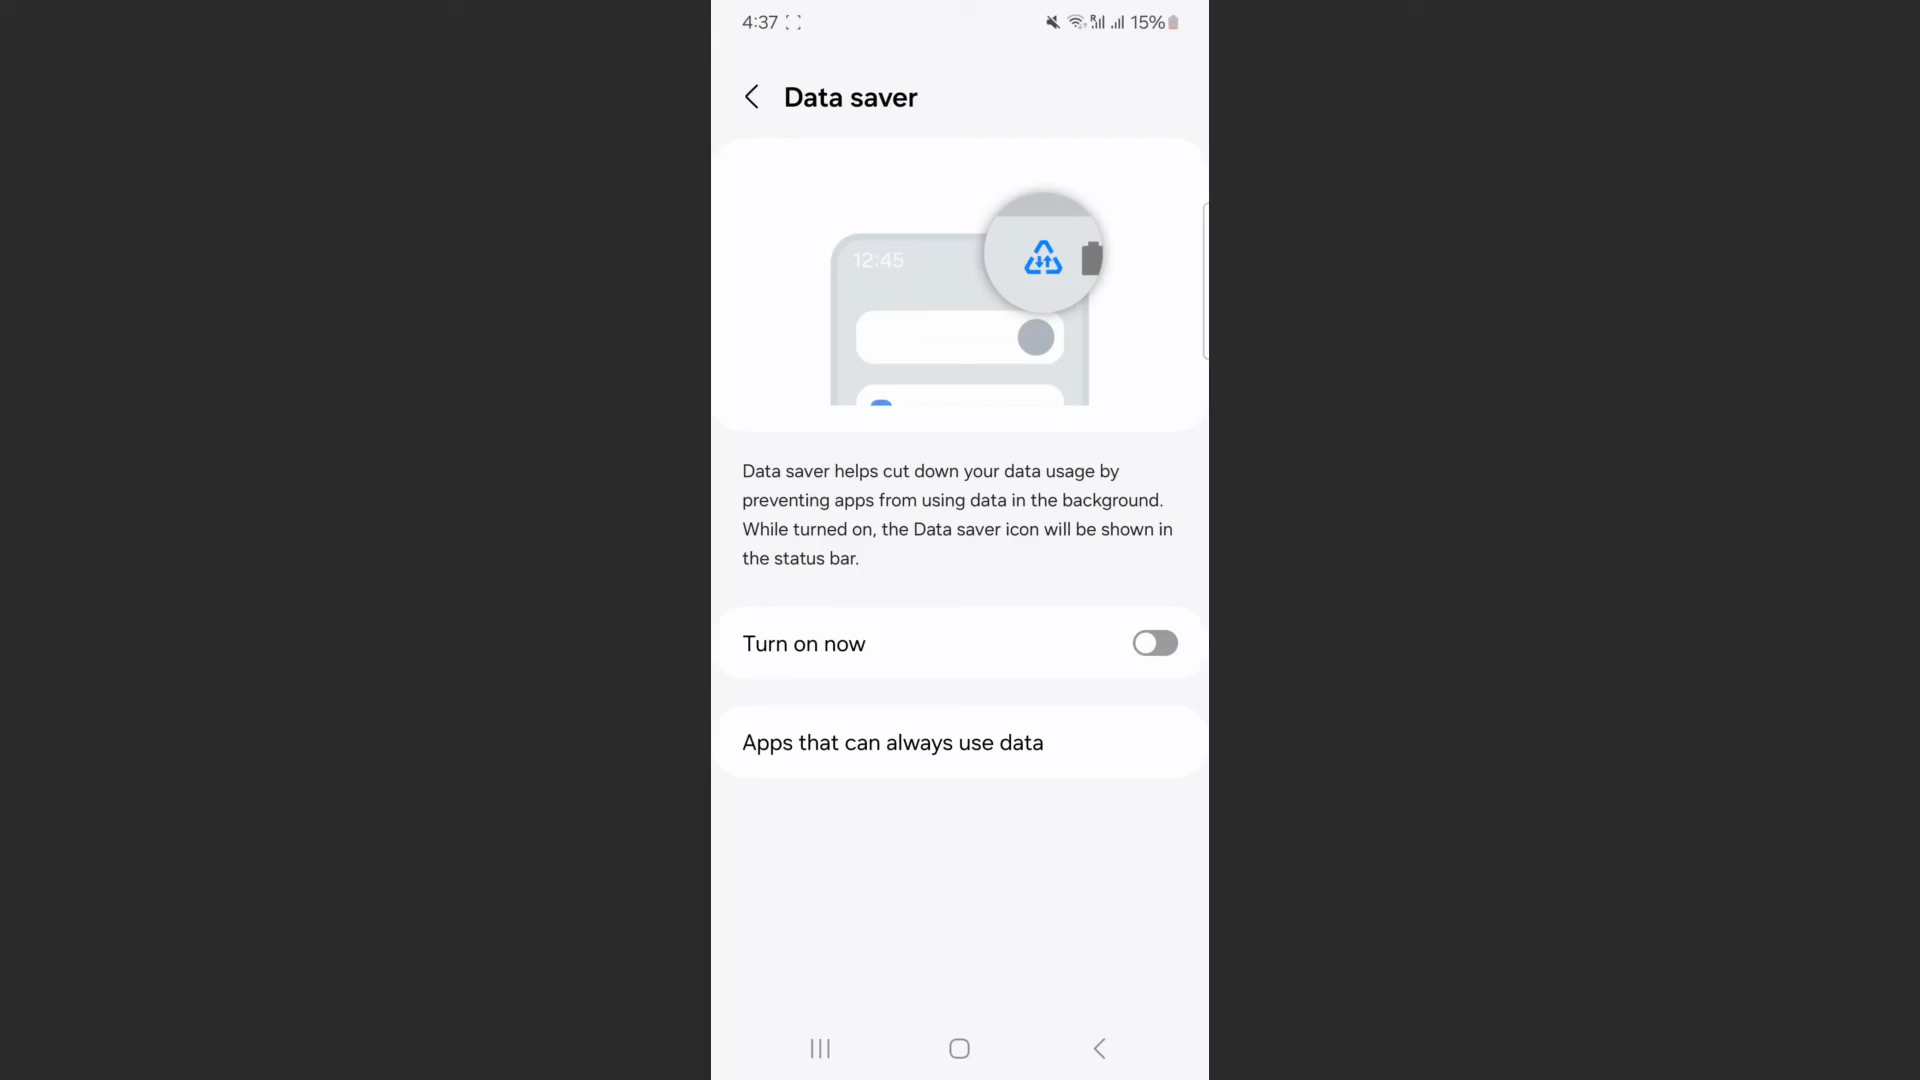 4:37
15%
Data saver
12:45
Data saver helps cut down your data usage by
preventing apps from using data in the background.
While turned on, the Data saver icon will be shown in
the status bar.
Turn on now
Apps that can always use data